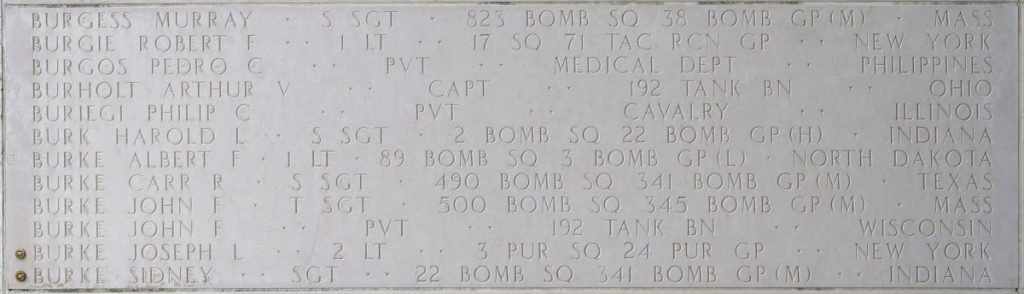 BURGESS MURRAY · S SGT · 823 BOMB SQ 38 BOMB GP (M) · MASS
BURGIE ROBERT F · · 1 LT · · 17 SQ 71 TAC RCN GP · · NEW YORK
BURGOS PEDRO C · · PVT · · MEDICAL DEPT · · PHILIPPINES
BURHOLT ARTHUR V · · CAPT · · 192 TANK BN · · OHIO
BURIEGI PHILIP C · · PVT · · CAVALRY · · ILLINOIS
BURK HAROLD L · S SGT · 2 BOMB SQ 22 BOMB GP (H) · INDIANA
BURKE ALBERT F · 1 LT · 89 BOMB SQ 3 BOMB GP (L) · NORTH DAKOTA
BURKE CARR R · S SGT · 490 BOMB SQ 341 BOMB GP (M) · TEXAS
BURKE JOHN F · T SGT · 500 BOMB SQ 345 BOMB GP (M) · MASS
BURKE JOHN F · · PVT · · 192 TANK BN · · WISCONSIN
BURKE JOSEPH L · · 2 LT · · 3 PUR SQ 24 PUR GP · · NEW YORK
BURKE SIDNEY · · SGT · · 22 BOMB SQ 341 BOMB GP (M) · · INDIANA